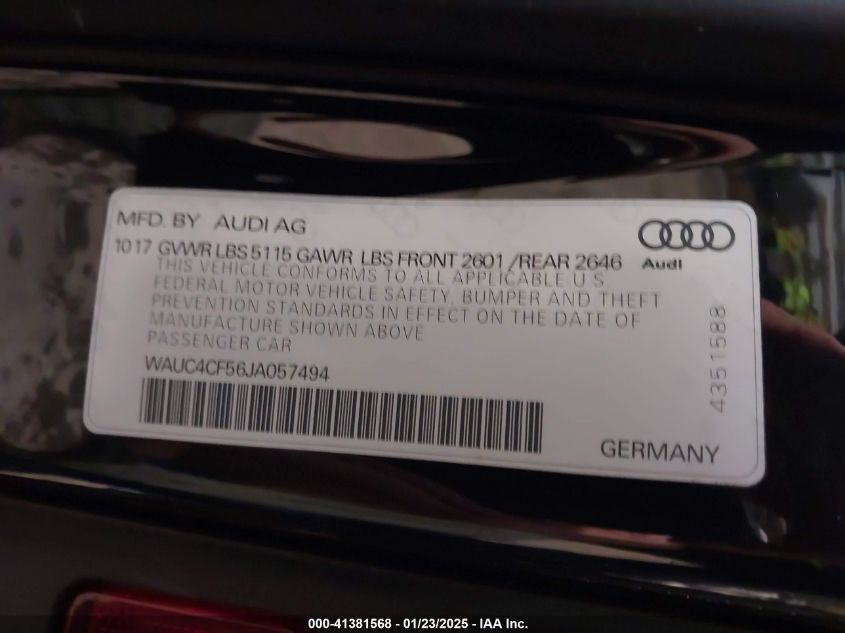 MFD. BY AUDI AG
Audi
1017 GVWR LBS 5115 GAWR LBS FRONT 2601 / REAR 2646
THIS VEHICLE CONFORMS TO ALL APPLICABLE U S
FEDERAL MOTOR VEHICLE SAFETY, BUMPER AND THEFT
PREVENTION STANDARDS IN EFFECT ON THE DATE OF
MANUFACTURE SHOWN ABOVE
PASSENGER CAR
WAUC4CF56JA057494
4351588
GERMANY
000-41381568 - 01/23/2025 - IAA Inc.